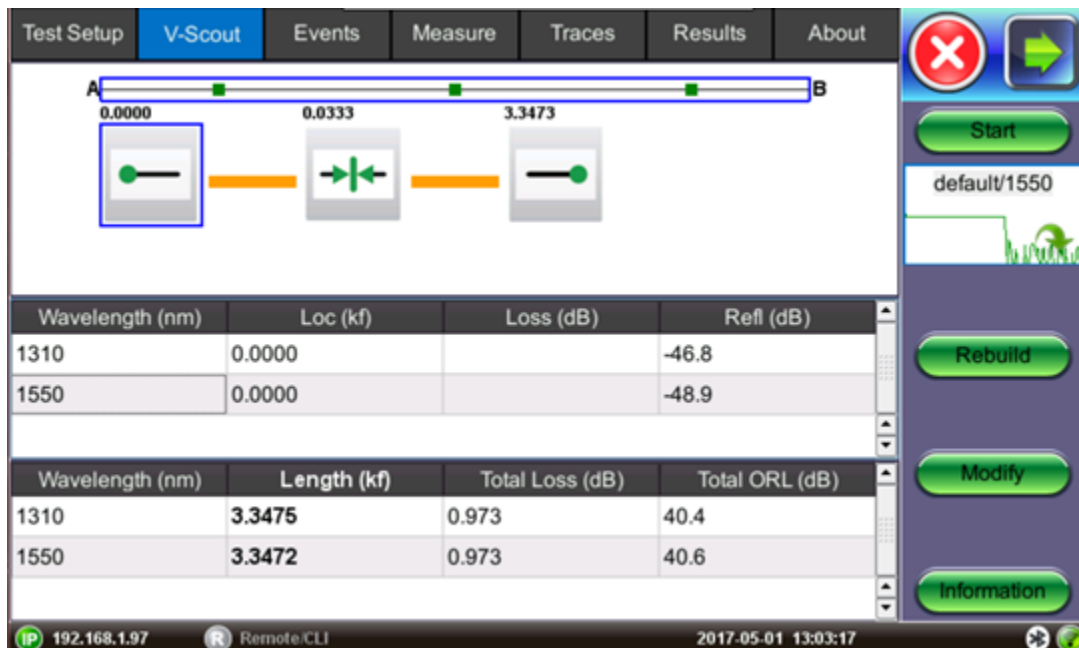 Test Setup V-Scout Events Measure Traces Results About
A B
0.0000 0.0333 3.3473
Start
default/1550
Wavelength (nm) Loc (kf) Loss (dB) Refl (dB)
1310 0.0000 -46.8
Rebuild
1550 0.0000 -48.9
Wavelength (nm) Length (kf) Total Loss (dB) Total ORL (dB)
Modify
1310 3.3475 0.973 40.4
1550 3.3472 0.973 40.6
Information
IP 192.168.1.97 R Remote/CLI 2017-05-01 13:03:17